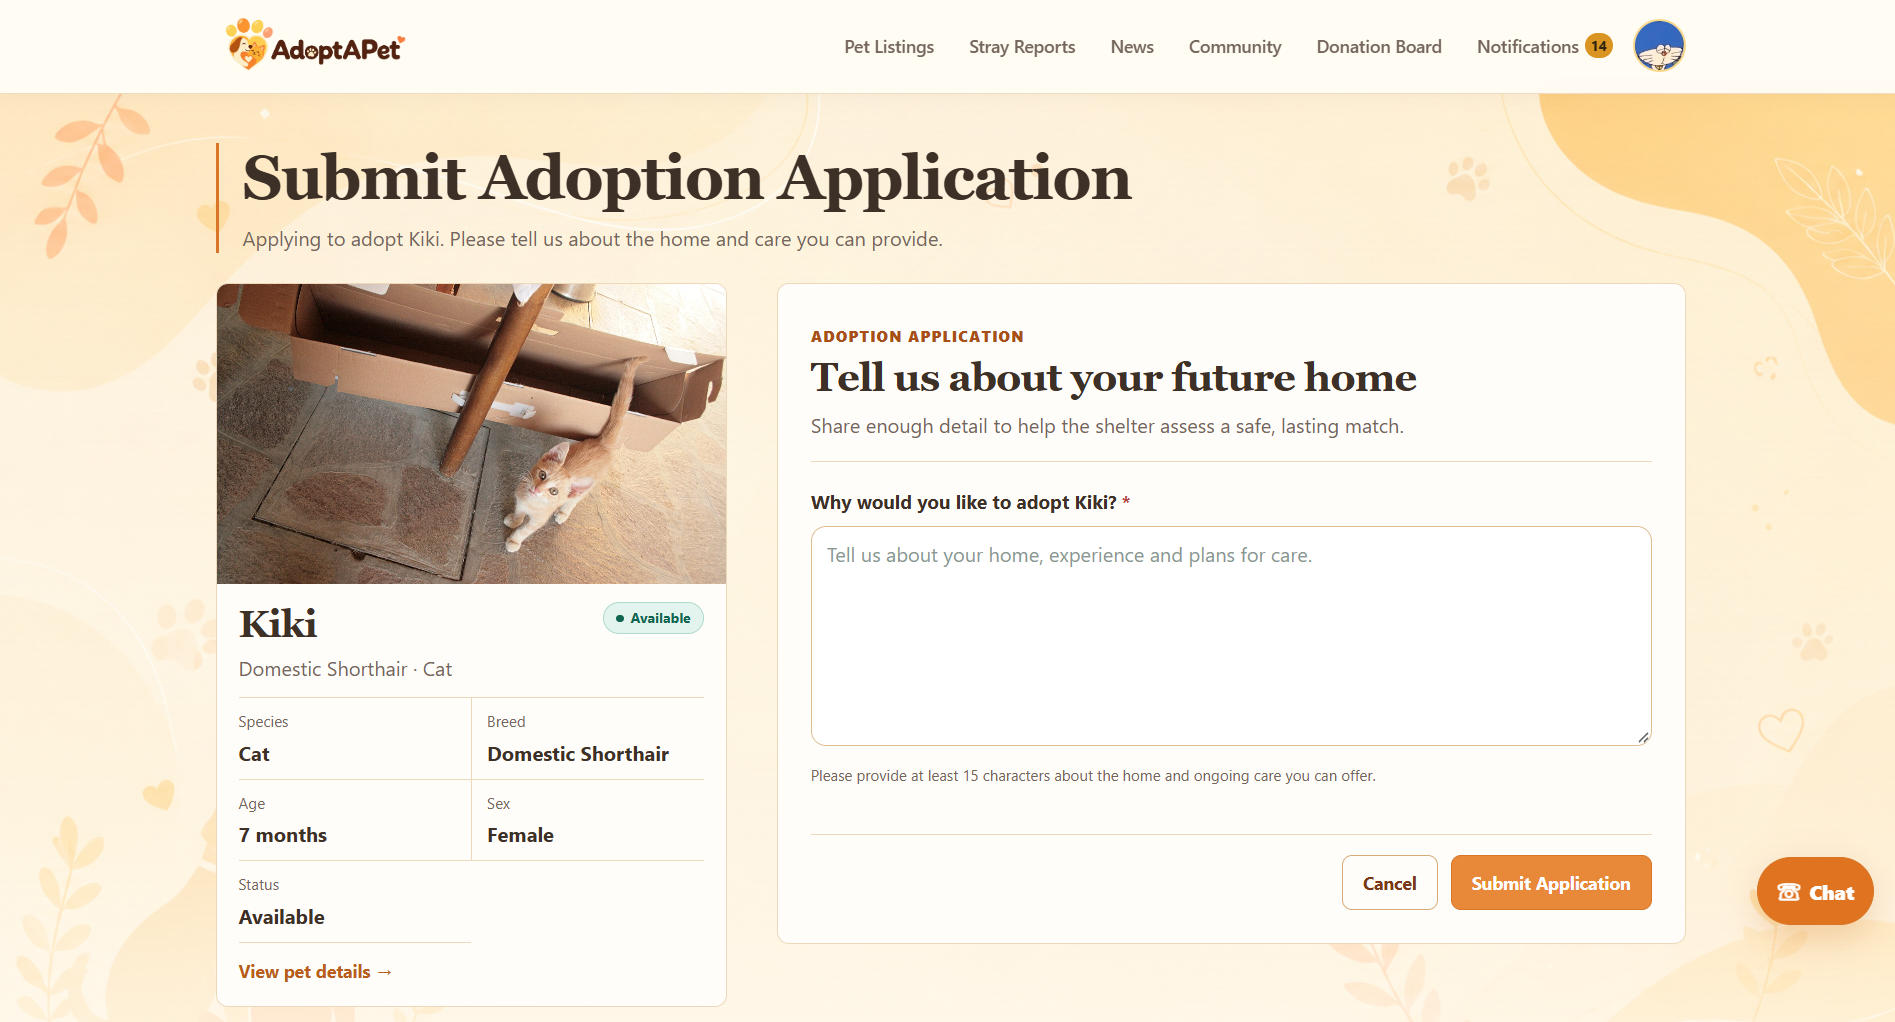 AdoptAPet
Pet Listings
Stray Reports
News
Community
Donation Board
Notifications 14
Submit Adoption Application
Applying to adopt Kiki. Please tell us about the home and care you can provide.
Kiki
Available
Domestic Shorthair · Cat
Species
Cat
Breed
Domestic Shorthair
Age
7 months
Sex
Female
Status
Available
View pet details →
ADOPTION APPLICATION
Tell us about your future home
Share enough detail to help the shelter assess a safe, lasting match.
Why would you like to adopt Kiki? *
Tell us about your home, experience and plans for care.
Please provide at least 15 characters about the home and ongoing care you can offer.
Cancel
Submit Application
☏ Chat